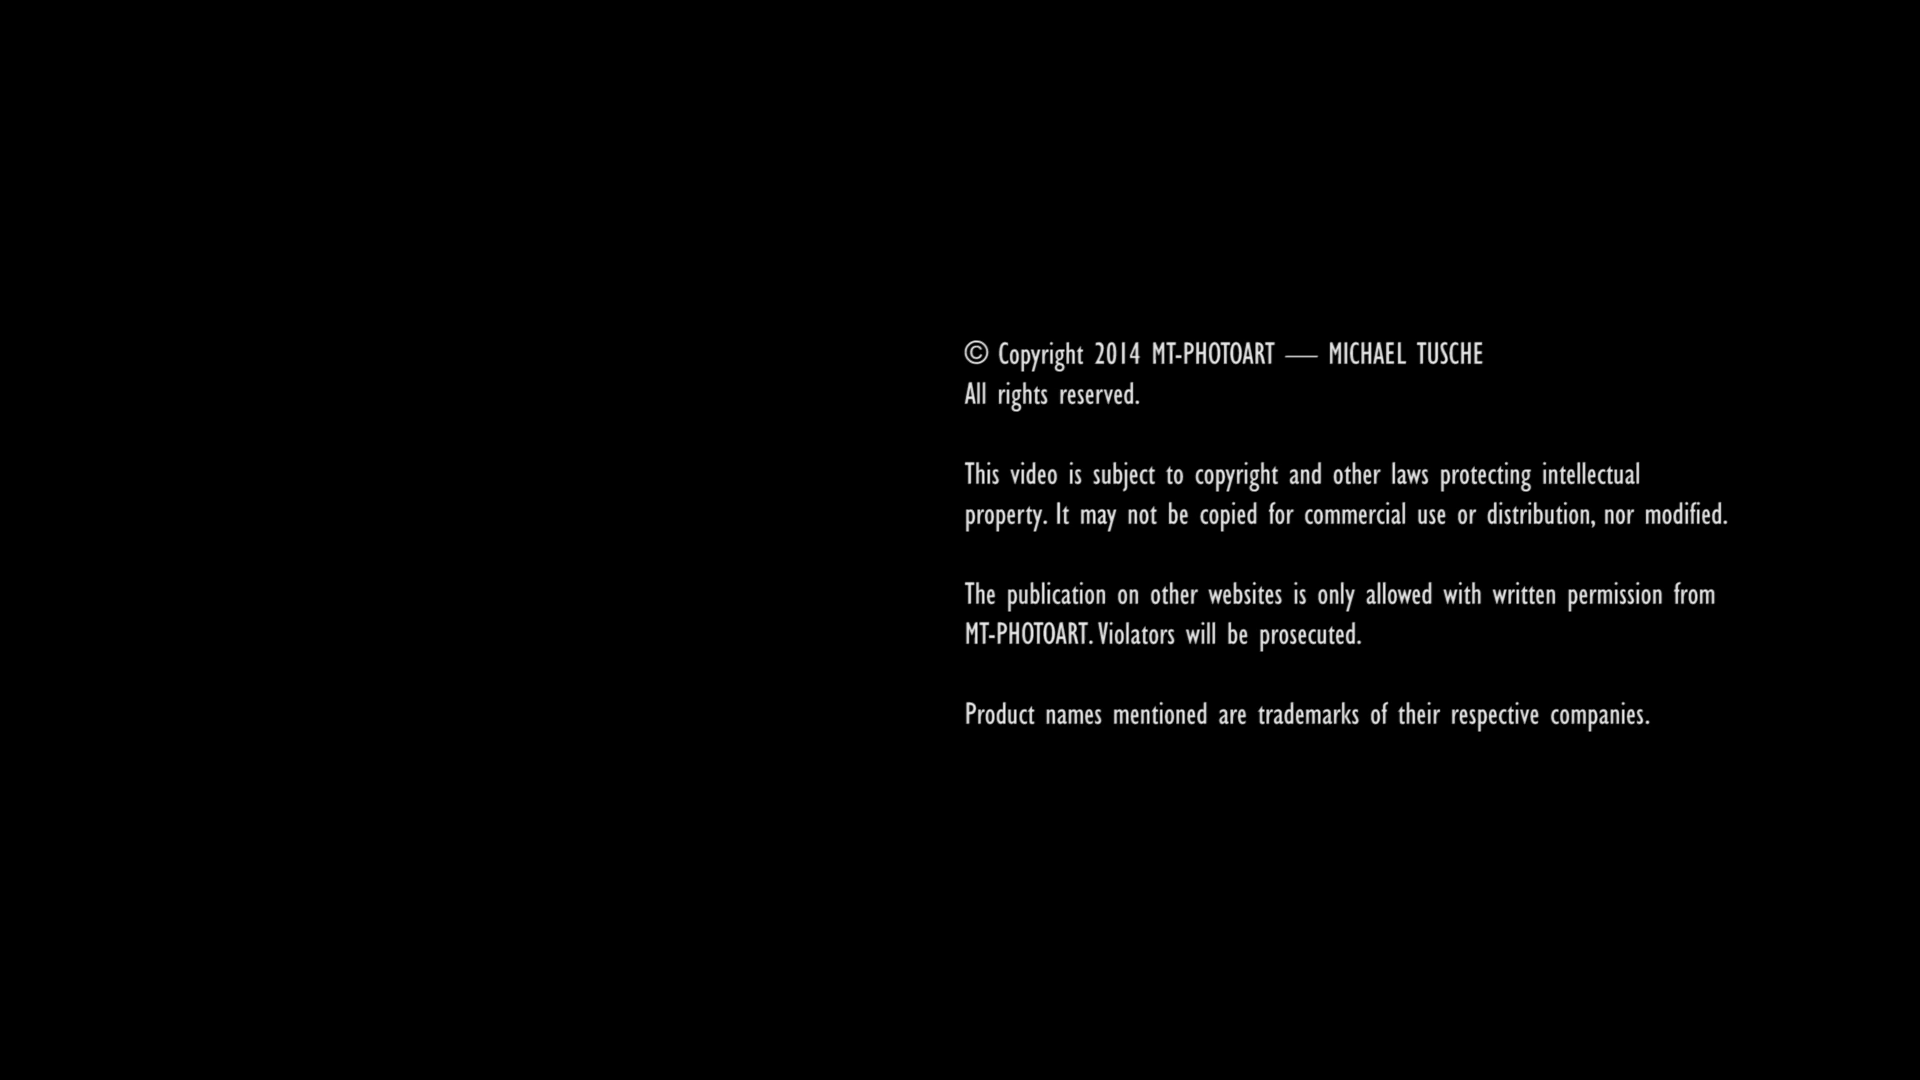 © Copyright 2014 MT-PHOTOART — MICHAEL TUSCHE
All rights reserved.
This video is subject to copyright and other laws protecting intellectual
property. It may not be copied for commercial use or distribution, nor modified.
The publication on other websites is only allowed with written permission from
MT-PHOTOART. Violators will be prosecuted.
Product names mentioned are trademarks of their respective companies.